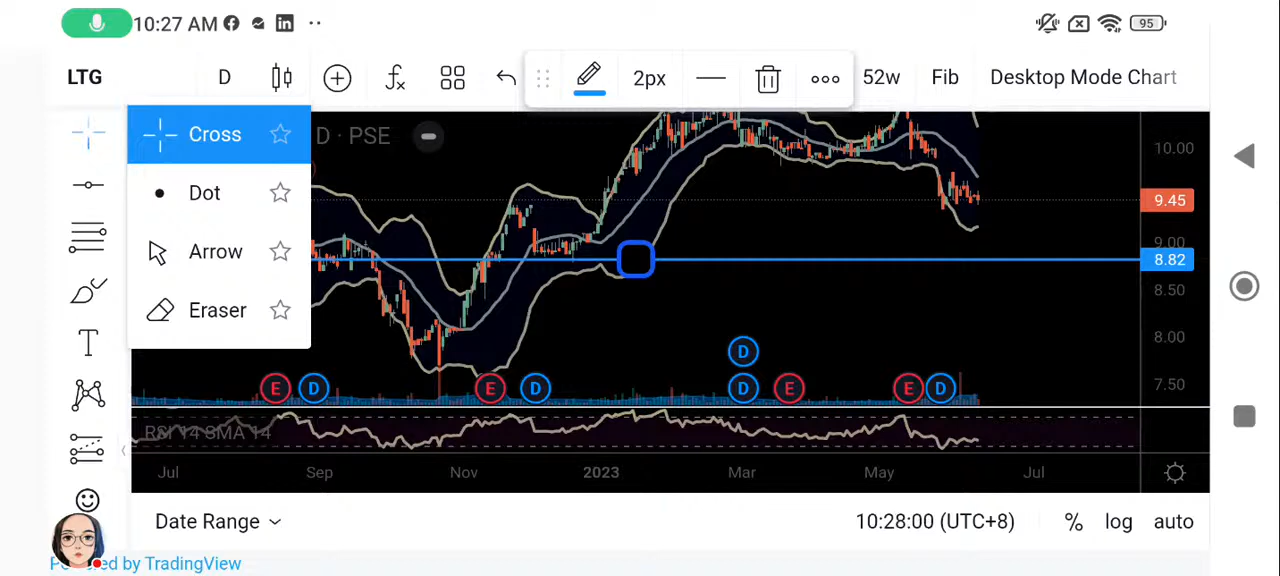 10:27 AM
95
LTG
D
2px
52w
Fib
Desktop Mode Chart
Cross
D · PSE
Dot
Arrow
Eraser
10.00
9.45
9.00
8.82
8.50
8.00
7.50
D
E D E D D E E D
RSI 14 SMA 14
Jul Sep Nov 2023 Mar May Jul
Date Range
10:28:00 (UTC+8)
% log auto
ed by TradingView